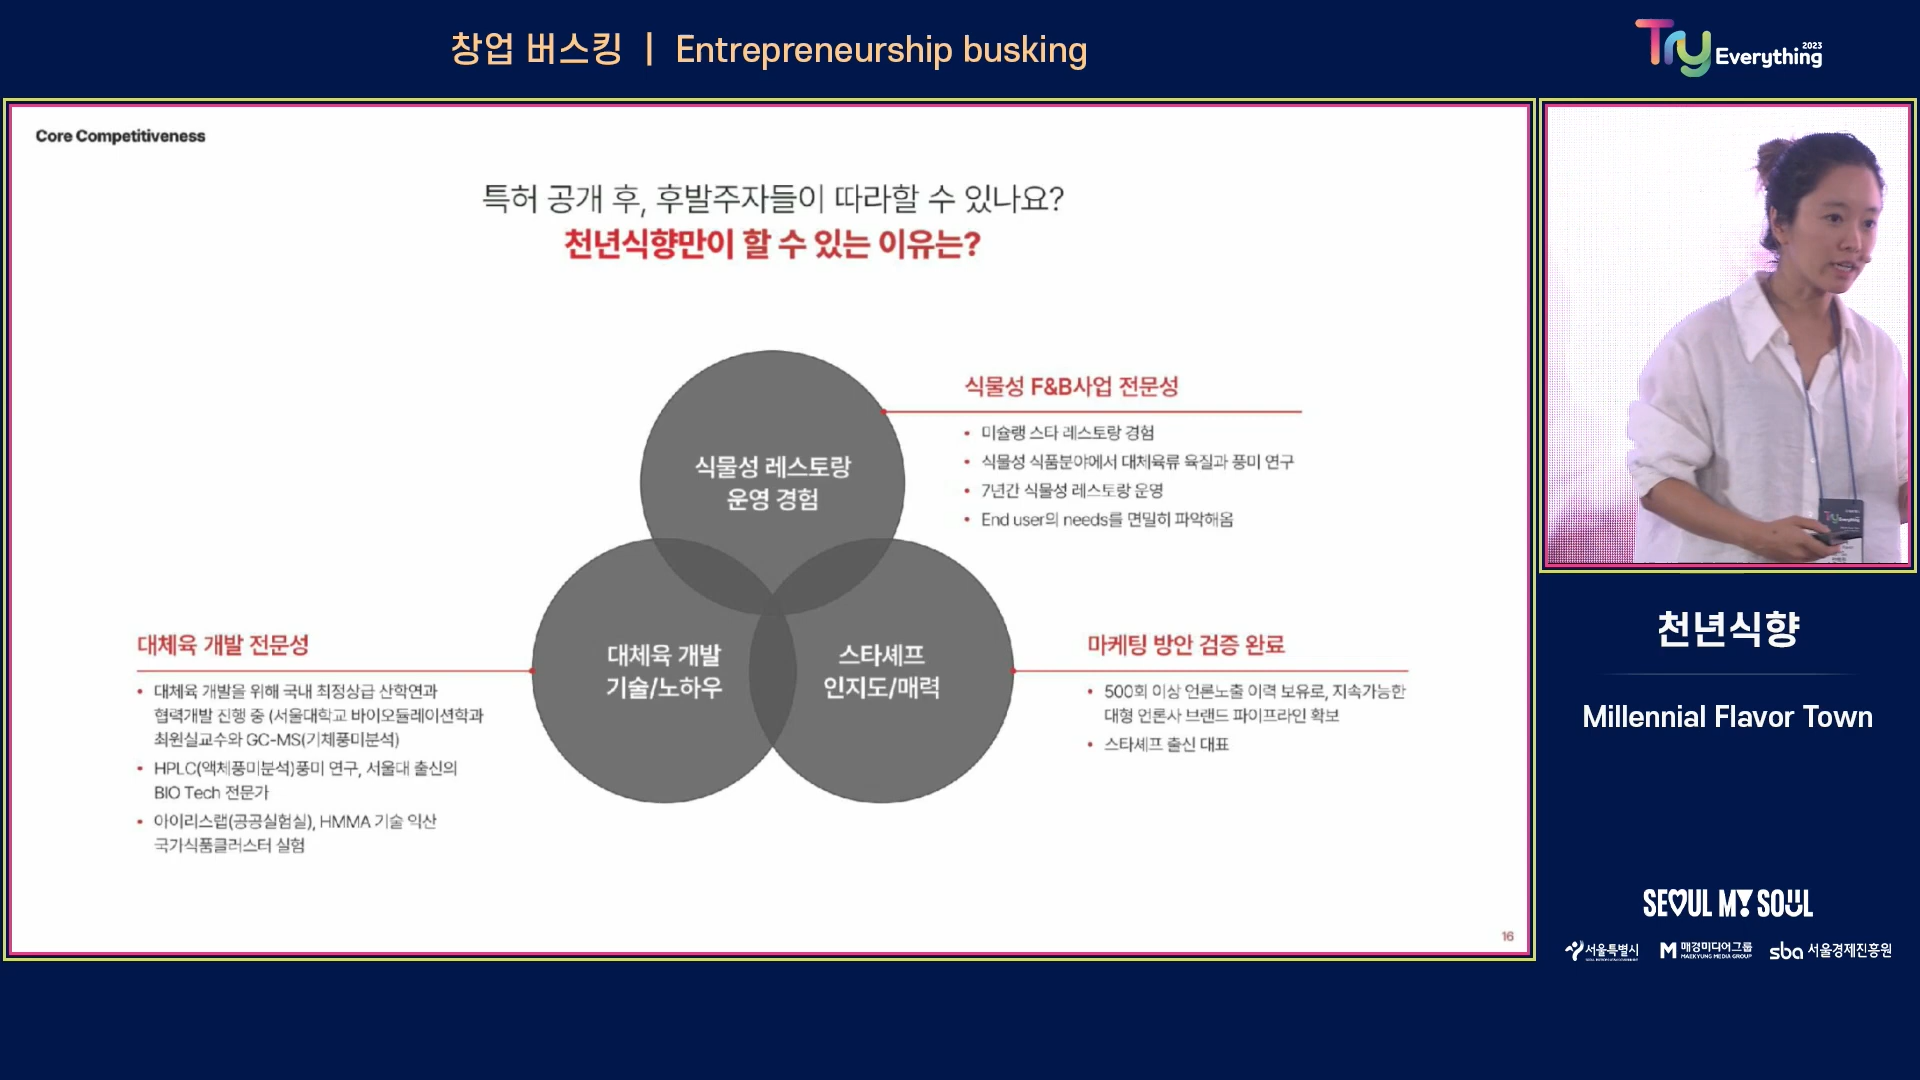 창업 버스킹 | Entrepreneurship busking
Try Everything 2023
Core Competitiveness
특허 공개 후, 후발주자들이 따라할 수 있나요?
천년식향만이 할 수 있는 이유는?
식물성 레스토랑
운영 경험
식물성 F&B사업 전문성
• 미슐랭 스타 레스토랑 경험
• 식물성 식품분야에서 대체육류 육질과 풍미 연구
• 7년간 식물성 레스토랑 운영
• End user의 needs를 면밀히 파악해옴
대체육 개발
기술/노하우
대체육 개발 전문성
• 대체육 개발을 위해 국내 최정상급 산학연과
협력개발 진행 중 (서울대학교 바이오듈레이션학과
최원실교수와 GC-MS(기체풍미분석)
• HPLC(액체풍미분석)풍미 연구, 서울대 출신의
BIO Tech 전문가
• 아이리스랩(공공실험실), HMMA 기술 익산
국가식품클러스터 실험
스타셰프
인지도/매력
마케팅 방안 검증 완료
• 500회 이상 언론노출 이력 보유로, 지속가능한
대형 언론사 브랜드 파이프라인 확보
• 스타셰프 출신 대표
16
Try Everything
천년식향
Millennial Flavor Town
SEOUL MY SOUL
서울특별시
매경미디어그룹
MAEKYUNG MEDIA GROUP
sba 서울경제진흥원